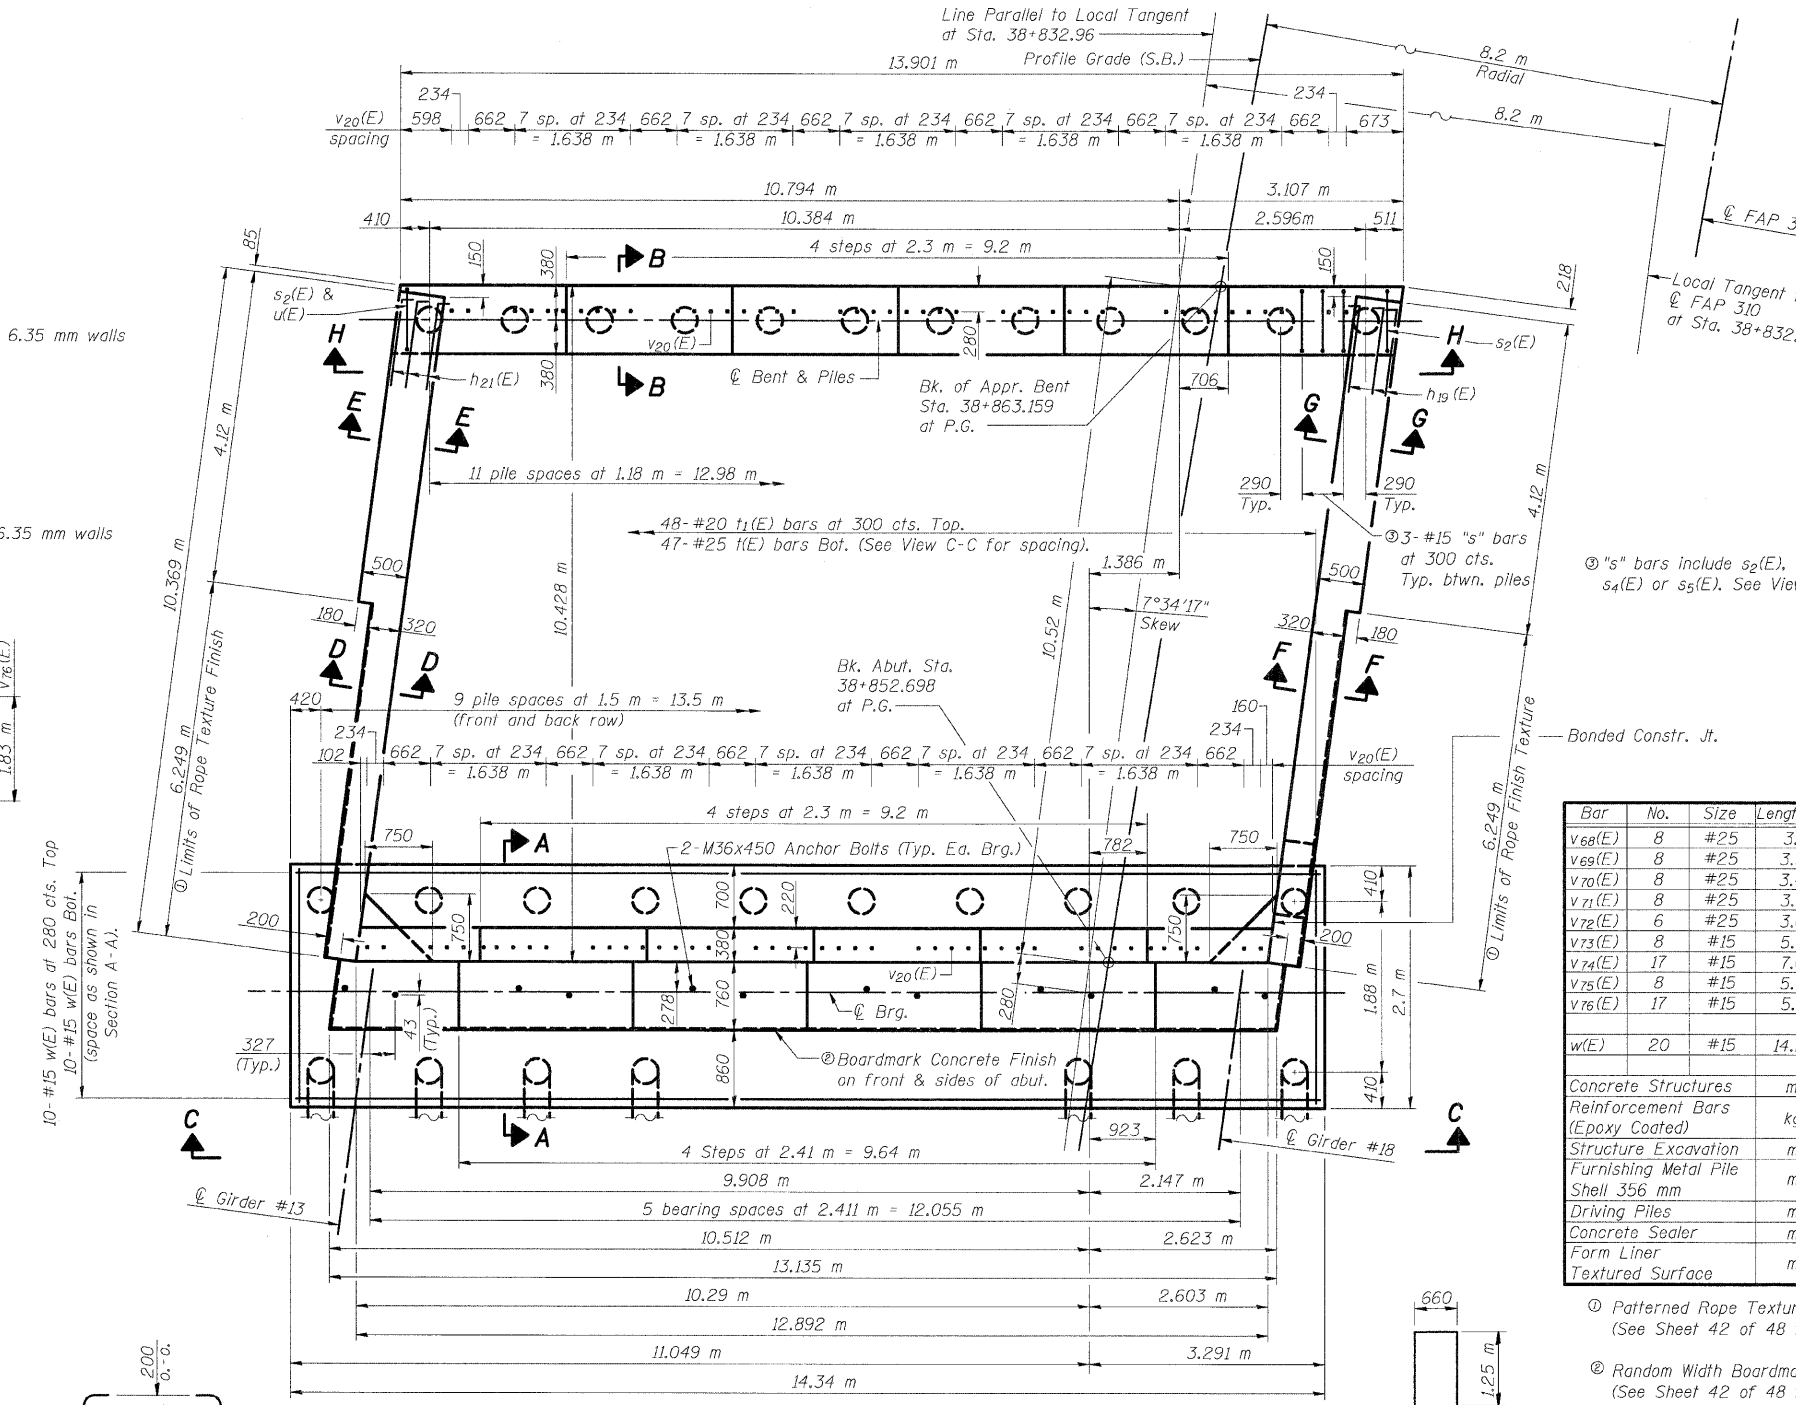 Line Parallel to Local Tangent
at Sta. 38+832.96
Profile Grade (S.B.)
8.2 m
Radial
13.901 m
234
234
v20(E)
spacing
598
662
7 sp. at 234
= 1.638 m
662
7 sp. at 234
= 1.638 m
662
7 sp. at 234
= 1.638 m
662
7 sp. at 234
= 1.638 m
662
7 sp. at 234
= 1.638 m
662
673
8.2 m
10.794 m
3.107 m
℄ FAP 3
410
10.384 m
2.596m
511
4 steps at 2.3 m = 9.2 m
85
150
380
B
150
218
Local Tangent
℄ FAP 310
at Sta. 38+832.
s2(E) &
u(E)
6.35 mm walls
H
v20(E)
280
H
s2(E)
h21(E)
380
B
℄ Bent & Piles
Bk. of Appr. Bent
Sta. 38+863.159
at P.G.
706
h19(E)
E
E
G
G
4.12 m
11 pile spaces at 1.18 m = 12.98 m
290
Typ.
290
Typ.
4.12 m
6.35 mm walls
48-#20 t1(E) bars at 300 cts. Top.
47-#25 t(E) bars Bot. (See View C-C for spacing).
③ 3-#15 "s" bars
at 300 cts.
Typ. btwn. piles
③ "s" bars include s2(E),
s4(E) or s5(E). See View
10.369 m
500
1.386 m
500
180
320
10.428 m
10.52 m
7°34'17"
Skew
320
180
D
D
F
F
Bk. Abut. Sta.
38+852.698
at P.G.
v76(E)
1.83 m
420
9 pile spaces at 1.5 m = 13.5 m
(front and back row)
160
234
234
Bonded Constr. Jt.
102
662
7 sp. at 234
= 1.638 m
662
7 sp. at 234
= 1.638 m
662
7 sp. at 234
= 1.638 m
662
7 sp. at 234
= 1.638 m
662
7 sp. at 234
= 1.638 m
662
v20(E)
spacing
6.249 m
① Limits of Rope Texture Finish
6.249 m
① Limits of Rope Finish Texture
4 steps at 2.3 m = 9.2 m
750
A
2-M36x450 Anchor Bolts (Typ. Ea. Brg.)
782
750
10-#15 w(E) bars at 280 cts. Top
10-#15 w(E) bars Bot.
(space as shown in
Section A-A).
700
220
410
200
750
380
750
200
v20(E)
1.88 m
2.7 m
760
278
280
43
(Typ.)
℄ Brg.
327
(Typ.)
860
② Boardmark Concrete Finish
on front & sides of abut.
410
C
A
C
923
℄ Girder #18
4 Steps at 2.41 m = 9.64 m
9.908 m
2.147 m
℄ Girder #13
5 bearing spaces at 2.411 m = 12.055 m
10.512 m
2.623 m
13.135 m
10.29 m
2.603 m
12.892 m
11.049 m
3.291 m
14.34 m
200
o.-o.
660
1.25 m
Bar No. Size Lengt
v68(E) 8 #25 3.
v69(E) 8 #25 3.
v70(E) 8 #25 3.
v71(E) 8 #25 3.
v72(E) 6 #25 3.
v73(E) 8 #15 5.
v74(E) 17 #15 7.
v75(E) 8 #15 5.
v76(E) 17 #15 5.
w(E) 20 #15 14.
Concrete Structures m
Reinforcement Bars
(Epoxy Coated) kg
Structure Excavation m
Furnishing Metal Pile
Shell 356 mm m
Driving Piles m
Concrete Sealer m
Form Liner
Textured Surface m
① Patterned Rope Textur
(See Sheet 42 of 48
② Random Width Boardma
(See Sheet 42 of 48